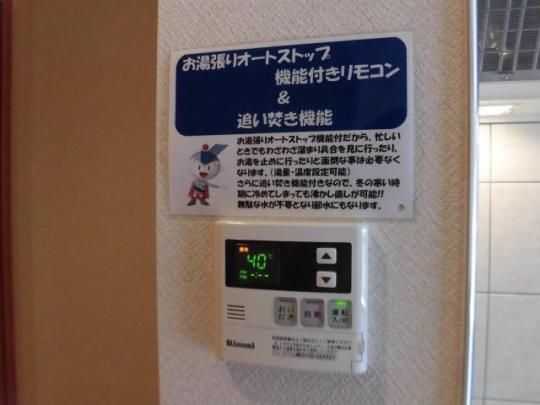 お湯張りオートストップ
機能付きリモコン
&
追い焚き機能
お湯張りオートストップ機能付だから、忙しい
ときでもわざわざ溜まり具合を見に行ったり、
お湯を止めに行ったりと面倒な事は必要なく
なります。(湯量・温度設定可能)
さらに追い焚き機能付きなので、冬の寒い時
期に冷めてしまっても沸かし直しが可能!!
無駄な水が不要となり節水にもなります。
40℃
おい だき
自動
運転 入/切
Rinnai